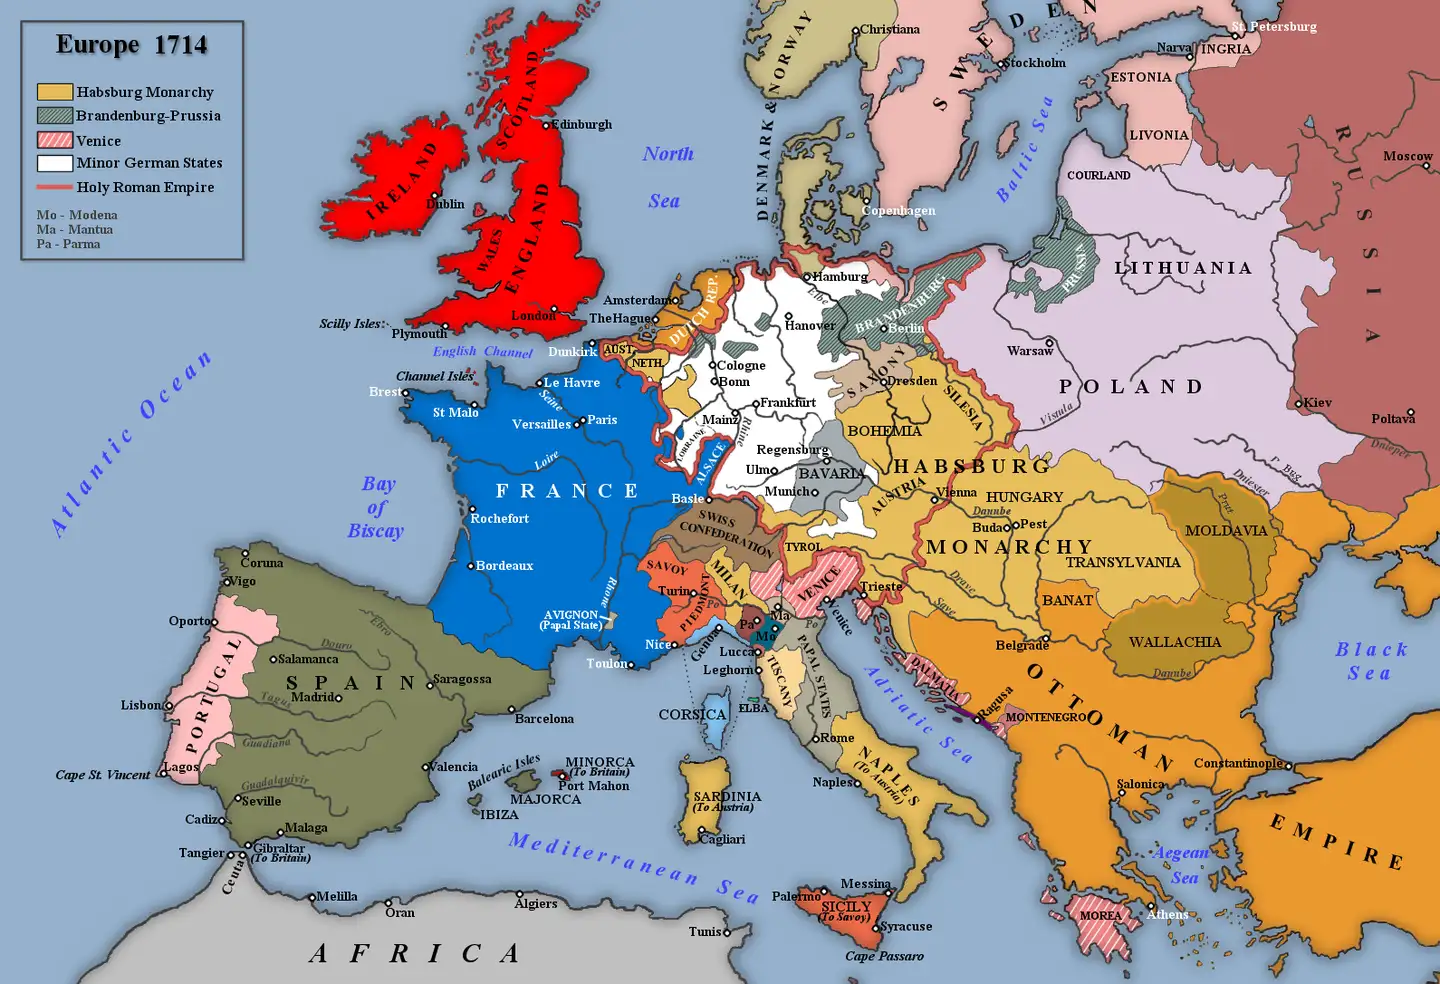 Europe 1714
Habsburg Monarchy
Brandenburg-Prussia
Venice
Minor German States
Holy Roman Empire
Mo - Modena
Ma - Mantua
Pa - Parma
SCOTLAND
Edinburgh
IRELAND
Dublin
WALES
ENGLAND
London
Plymouth
Scilly Isles
English Channel
Channel Isles
North
Sea
DENMARK & NORWAY
Christiana
SWEDEN
Stockholm
Copenhagen
Baltic Sea
St. Petersburg
Narva
INGRIA
ESTONIA
LIVONIA
COURLAND
RUSSIA
Moscow
LITHUANIA
PRUSSIA
Warsaw
POLAND
Vistula
Kiev
Poltava
Dnieper
r. Bug
Dniester
Prut
Amsterdam
The Hague
DUTCH REP.
Dunkirk
AUST.
NETH.
Hamburg
Elbe
Hanover
BRANDENBURG
Berlin
SAXONY
Dresden
SILESIA
Cologne
Bonn
Frankfurt
Mainz
Rhine
LORRAINE
ALSACE
Regensburg
Ulm
BAVARIA
Munich
BOHEMIA
HABSBURG
MONARCHY
AUSTRIA
Vienna
HUNGARY
Danube
Buda
Pest
TRANSYLVANIA
MOLDAVIA
BANAT
WALLACHIA
Danube
Belgrade
Drave
Save
TYROL
Trieste
Brest
St Malo
Le Havre
Seine
Versailles
Paris
Loire
FRANCE
Rochefort
Bordeaux
Rhone
AVIGNON
(Papal State)
Toulon
Nice
Basle
SWISS
CONFEDERATION
SAVOY
Turin
PIEDMONT
MILAN
Po
VENICE
Venice
Genoa
Pa
Ma
Mo
Po
Lucca
Leghorn
TUSCANY
PAPAL STATES
ELBA
CORSICA
Rome
Naples
NAPLES
(To Austria)
SARDINIA
(To Austria)
Cagliari
Messina
Palermo
SICILY
(To Savoy)
Syracuse
Cape Passaro
Adriatic Sea
DALMATIA
Ragusa
MONTENEGRO
OTTOMAN
EMPIRE
Constantinople
Salonica
Aegean
Sea
Athens
MOREA
Black
Sea
Atlantic Ocean
Bay
of
Biscay
Coruna
Vigo
Oporto
PORTUGAL
Lisbon
Lagos
Cape St. Vincent
Salamanca
Douro
Ebro
SPAIN
Madrid
Tagus
Saragossa
Barcelona
Guadiana
Guadalquivir
Valencia
Seville
Cadiz
Malaga
Gibraltar
(To Britain)
Tangier
Ceuta
Melilla
Oran
Algiers
Tunis
AFRICA
Balearic Isles
MINORCA
(To Britain)
Port Mahon
MAJORCA
IBIZA
Mediterranean Sea